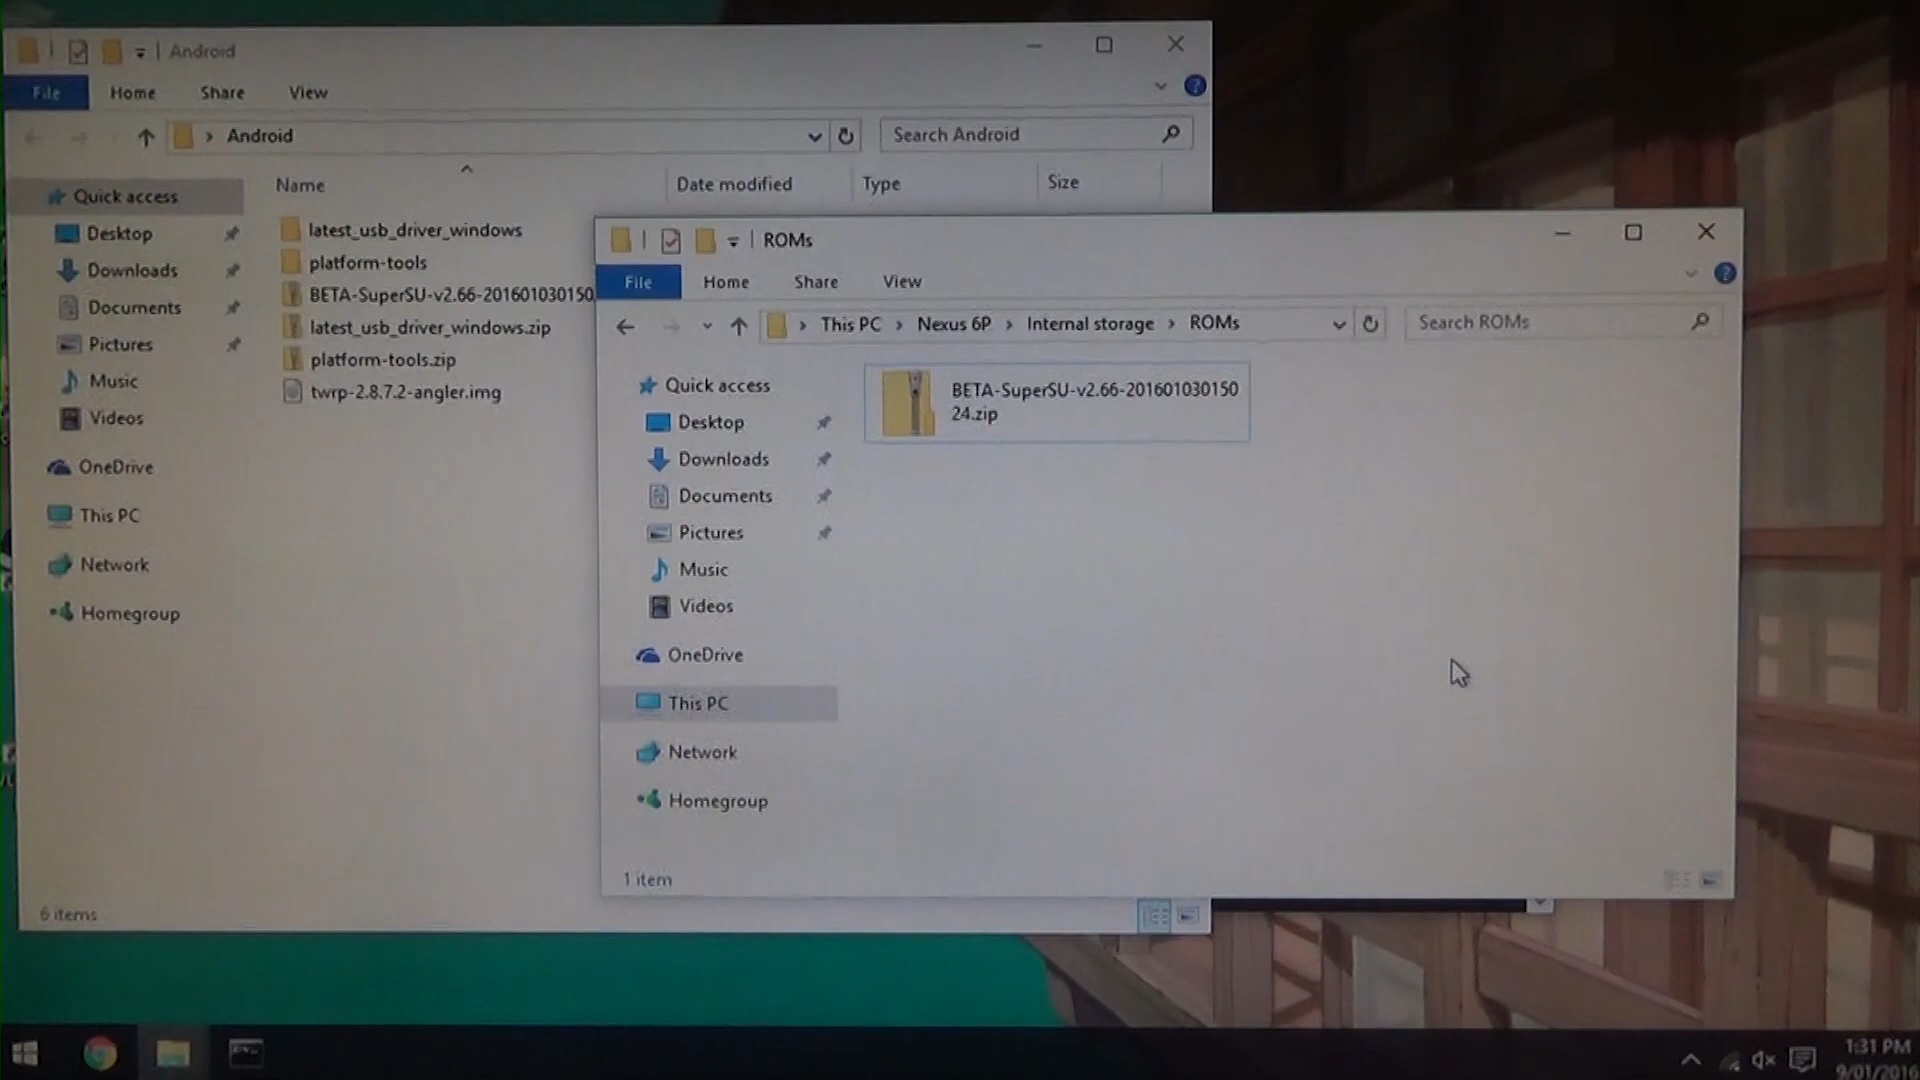 Android
File Home Share View
Android
Search Android
Name Date modified Type Size
Quick access
Desktop
Downloads
Documents
Pictures
Music
Videos
OneDrive
This PC
Network
Homegroup
latest_usb_driver_windows
platform-tools
BETA-SuperSU-v2.66-201601030150
latest_usb_driver_windows.zip
platform-tools.zip
twrp-2.8.7.2-angler.img
6 items
ROMs
File Home Share View
This PC Nexus 6P Internal storage ROMs
Search ROMs
Quick access
Desktop
Downloads
Documents
Pictures
Music
Videos
OneDrive
This PC
Network
Homegroup
BETA-SuperSU-v2.66-201601030150
24.zip
1 item
1:31 PM
9/01/2016